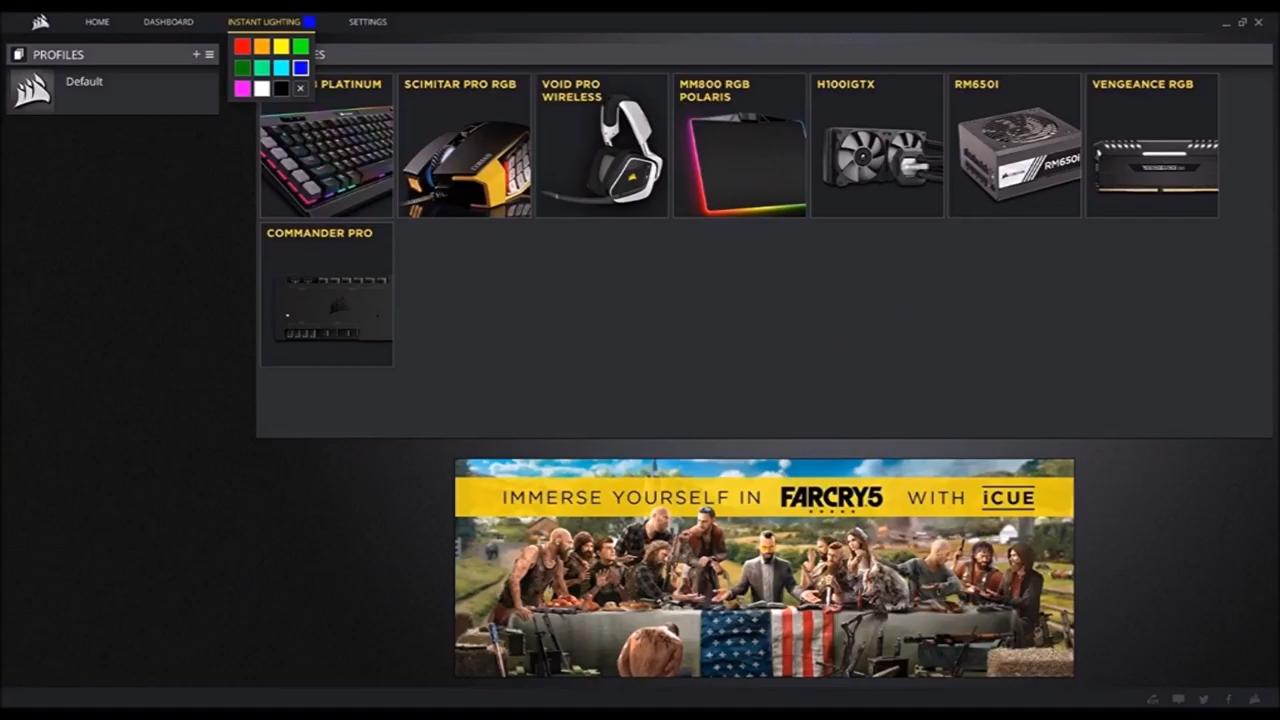 HOME
DASHBOARD
INSTANT LIGHTING
SETTINGS
PROFILES
Default
PLATINUM
SCIMITAR PRO RGB
VOID PRO
WIRELESS
MM800 RGB
POLARIS
H100IGTX
RM650I
VENGEANCE RGB
RM650i
COMMANDER PRO
IMMERSE YOURSELF IN FARCRY5 WITH iCUE